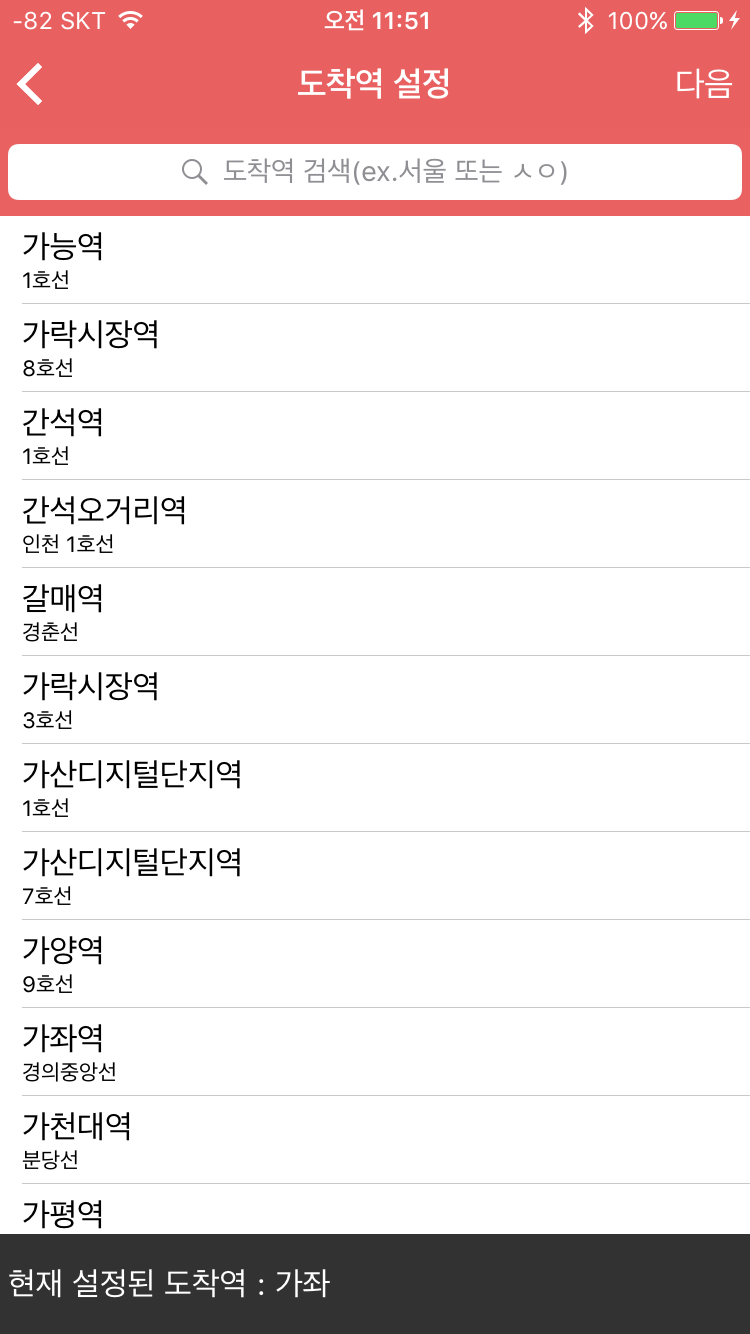 -82 SKT 오전 11:51 100%
도착역 설정 다음
도착역 검색(ex.서울 또는 ㅅㅇ)
가능역
1호선
가락시장역
8호선
간석역
1호선
간석오거리역
인천 1호선
갈매역
경춘선
가락시장역
3호선
가산디지털단지역
1호선
가산디지털단지역
7호선
가양역
9호선
가좌역
경의중앙선
가천대역
분당선
가평역
현재 설정된 도착역 : 가좌